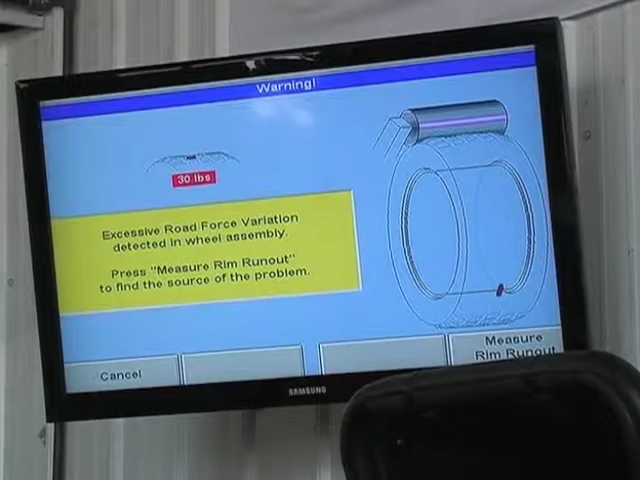 Warning!
30 lbs
Excessive Road Force Variation
detected in wheel assembly.
Press "Measure Rim Runout"
to find the source of the problem.
Cancel
Measure
Rim Runout
SAMSUNG